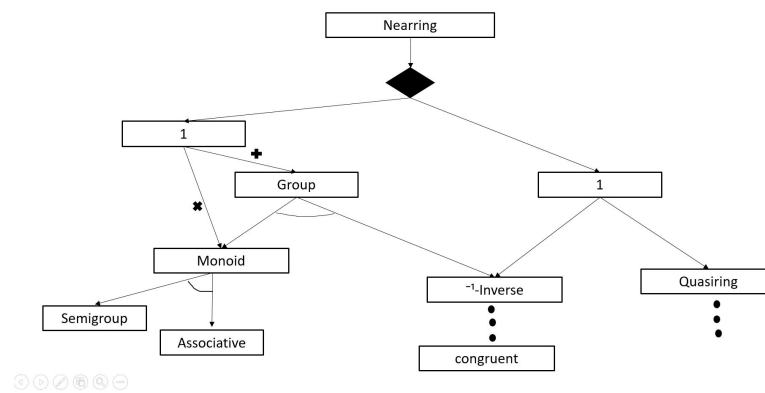 Nearring
1
Group
1
Monoid
⁻¹-Inverse
Quasiring
Semigroup
Associative
congruent